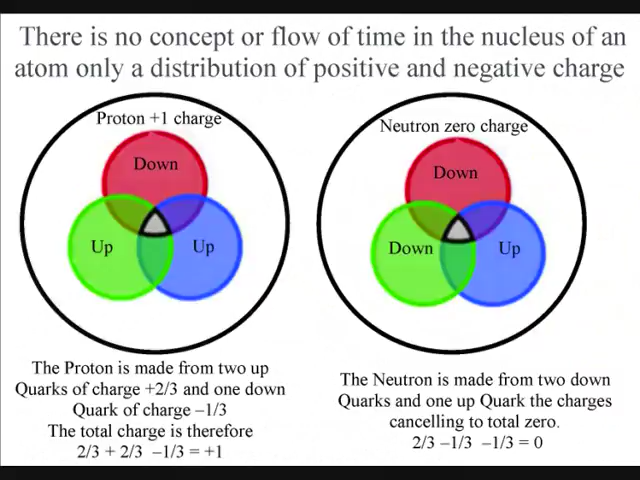 There is no concept or flow of time in the nucleus of an
atom only a distribution of positive and negative charge
Proton +1 charge
Down
Up
Up
The Proton is made from two up
Quarks of charge +2/3 and one down
Quark of charge –1/3
The total charge is therefore
2/3 + 2/3 –1/3 = +1
Neutron zero charge
Down
Down
Up
The Neutron is made from two down
Quarks and one up Quark the charges
cancelling to total zero.
2/3 –1/3 –1/3 = 0